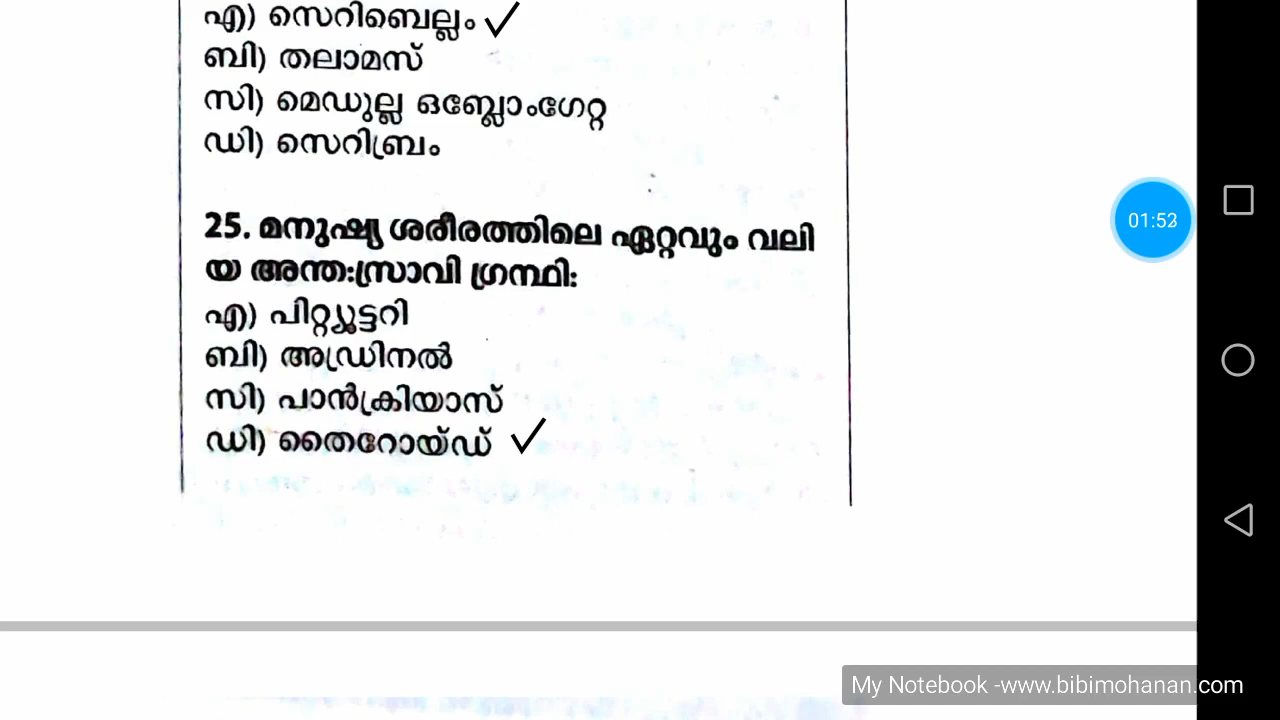 എ) സെറിബെല്ലം
ബി) തലാമസ്
സി) മെഡുല്ല ഒബ്ലോംഗേറ്റ
ഡി) സെറിബ്രം
25. മനുഷ്യ ശരീരത്തിലെ ഏറ്റവും വലി
യ അന്ത:സ്രാവി ഗ്രന്ഥി:
എ) പിറ്റ്യൂട്ടറി
ബി) അഡ്രിനൽ
സി) പാൻക്രിയാസ്
ഡി) തൈറോയ്ഡ്
01:52
My Notebook -www.bibimohanan.com